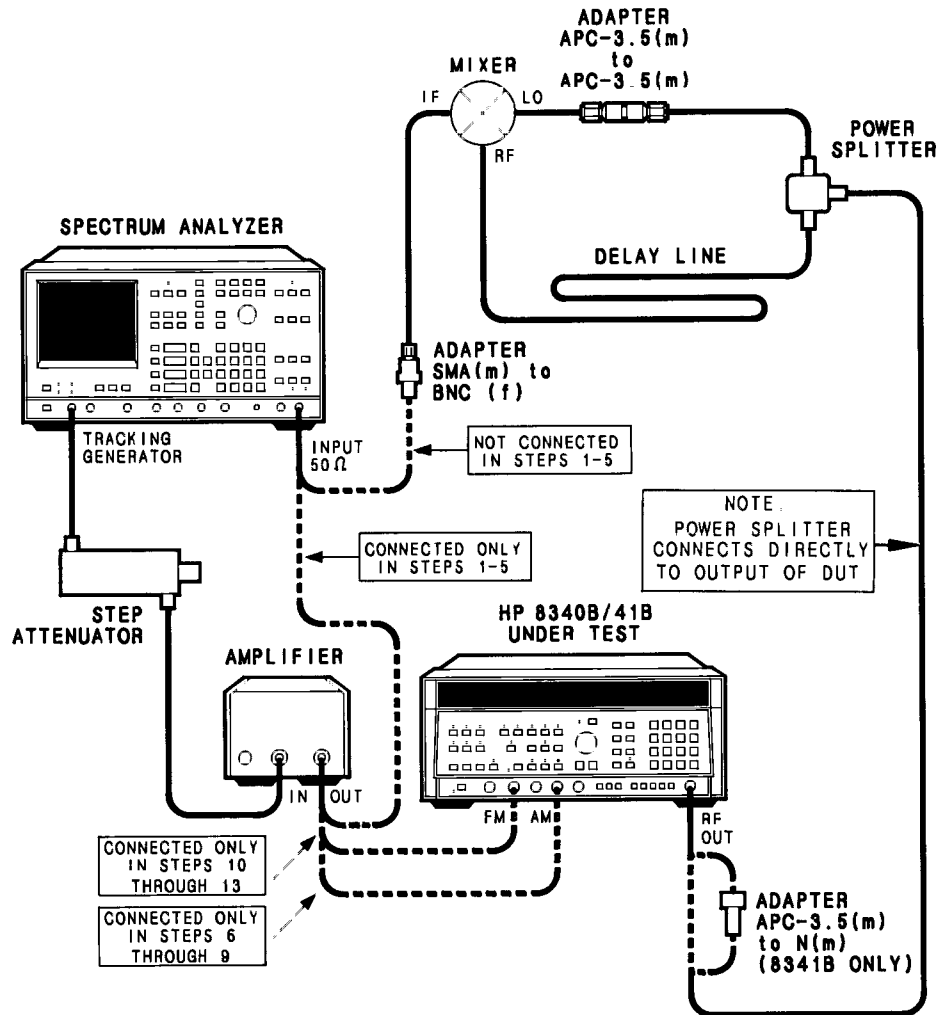 ADAPTER
APC-3.5(m)
to
APC-3.5(m)
MIXER
IF
LO
RF
POWER
SPLITTER
SPECTRUM ANALYZER
DELAY LINE
ADAPTER
SMA(m) to
BNC (f)
TRACKING
GENERATOR
INPUT
50Ω
NOT CONNECTED
IN STEPS 1-5
NOTE
POWER SPLITTER
CONNECTS DIRECTLY
TO OUTPUT OF DUT
CONNECTED ONLY
IN STEPS 1-5
STEP
ATTENUATOR
HP 8340B/41B
UNDER TEST
AMPLIFIER
IN OUT
FM AM
RF
OUT
CONNECTED ONLY
IN STEPS 10
THROUGH 13
CONNECTED ONLY
IN STEPS 6
THROUGH 9
ADAPTER
APC-3.5(m)
to N(m)
(8341B ONLY)